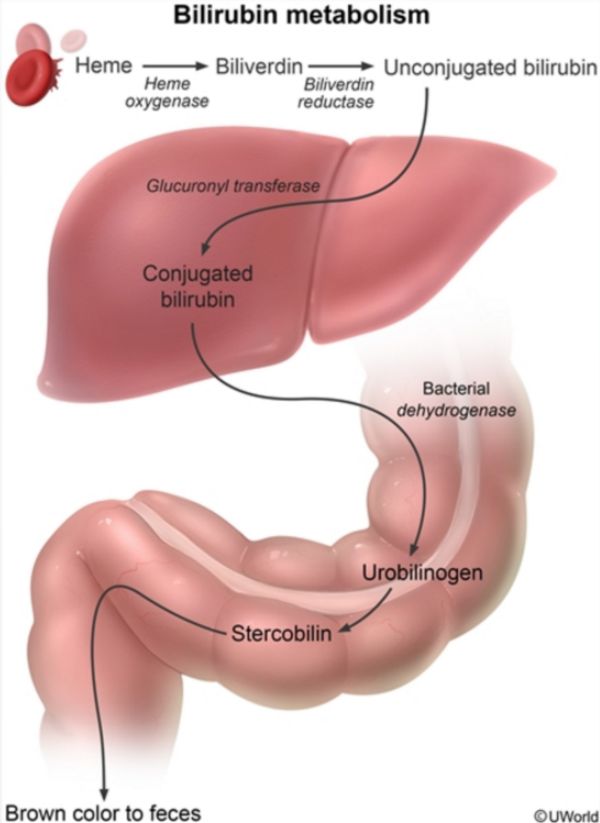 Bilirubin metabolism
Heme
Biliverdin
Unconjugated bilirubin
Heme
oxygenase
Biliverdin
reductase
Glucuronyl transferase
Conjugated
bilirubin
Bacterial
dehydrogenase
Urobilinogen
Stercobilin
Brown color to feces
©UWorld